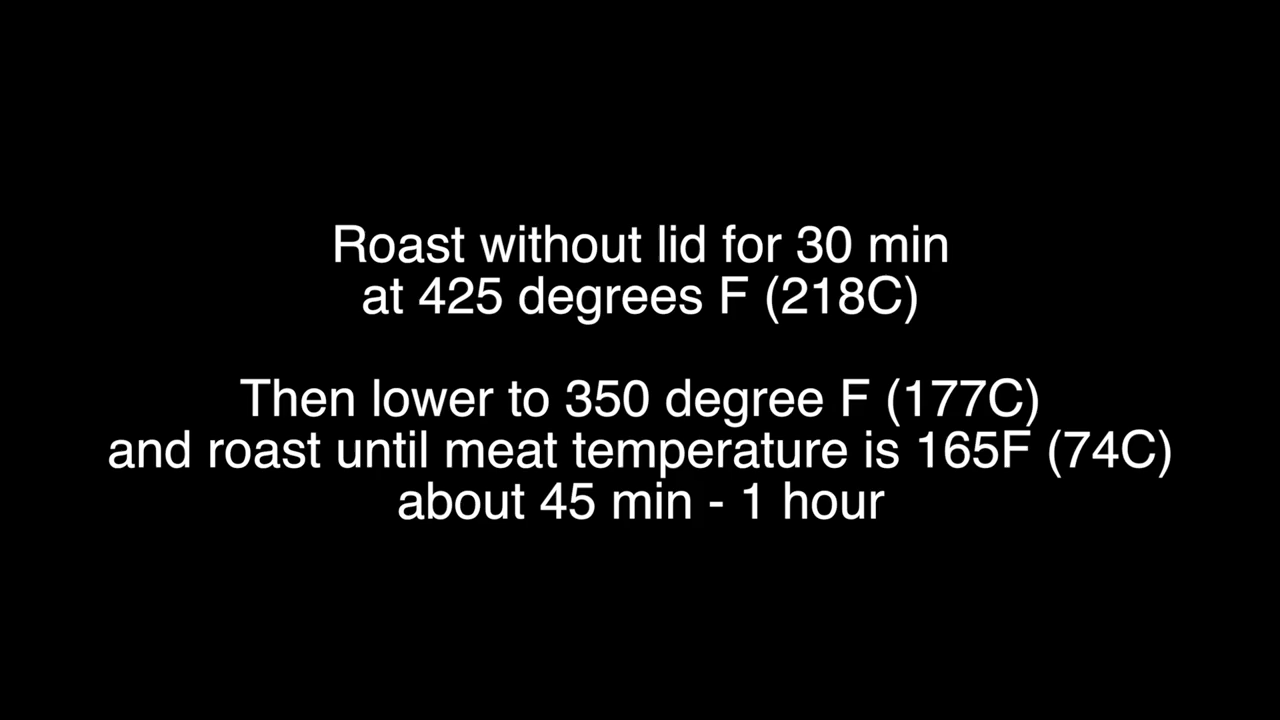 Roast without lid for 30 min
at 425 degrees F (218C)
Then lower to 350 degree F (177C)
and roast until meat temperature is 165F (74C)
about 45 min - 1 hour